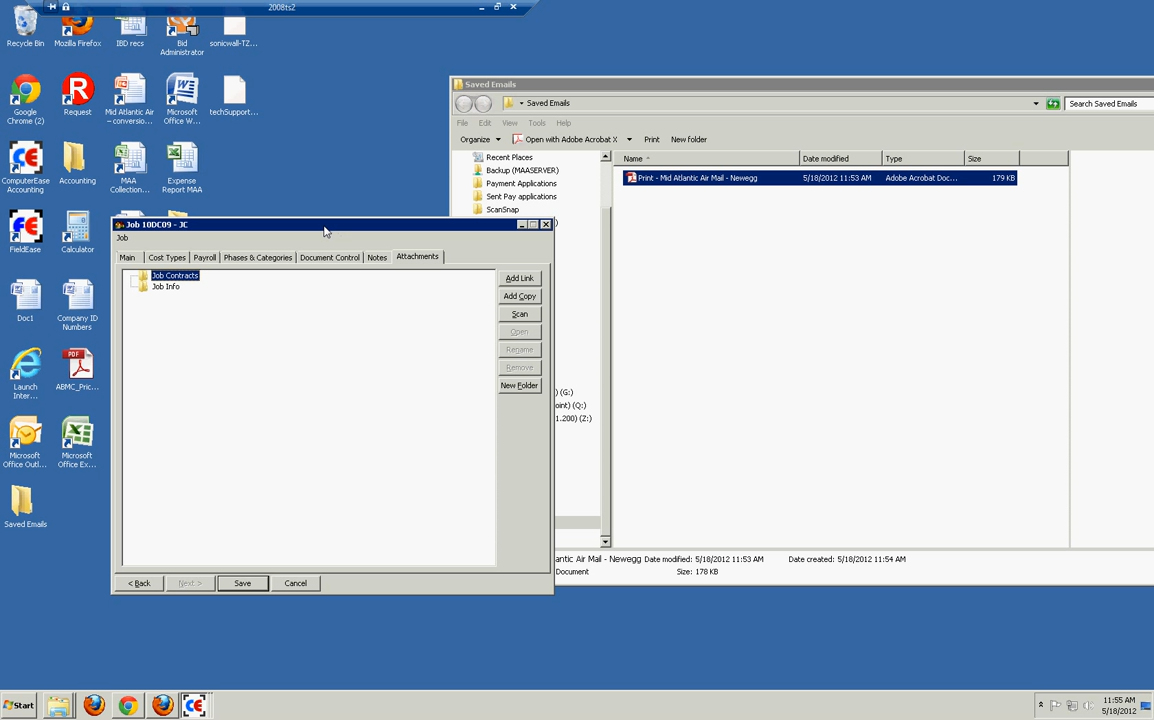 2008ts2
Recycle Bin
Mozilla Firefox
IBD recs
Bid
Administrator
sonicwall-TZ...
Google
Chrome (2)
Request
Mid Atlantic Air
– conversio...
Microsoft
Office W...
techSupport...
ComputerEase
Accounting
Accounting
MAA
Collection...
Expense
Report MAA
FieldEase
Calculator
Doc1
Company ID
Numbers
Launch
Inter...
ABMC_Pric...
Microsoft
Office Outl...
Microsoft
Office Ex...
Saved Emails
Saved Emails
Saved Emails
Search Saved Emails
File Edit View Tools Help
Organize Open with Adobe Acrobat X Print New folder
Recent Places
Backup (MAASERVER)
Payment Applications
Sent Pay applications
ScanSnap
) (G:)
oint) (Q:)
1.200) (Z:)
Name Date modified Type Size
Print - Mid Atlantic Air Mail - Newegg 5/18/2012 11:53 AM Adobe Acrobat Doc... 179 KB
antic Air Mail - Newegg Date modified: 5/18/2012 11:53 AM Date created: 5/18/2012 11:54 AM
Document Size: 178 KB
Job 10DC09 - JC
Job
Main Cost Types Payroll Phases & Categories Document Control Notes Attachments
Job Contracts
Job Info
Add Link
Add Copy
Scan
Open
Rename
Remove
New Folder
< Back Next > Save Cancel
Start
11:55 AM
5/18/2012